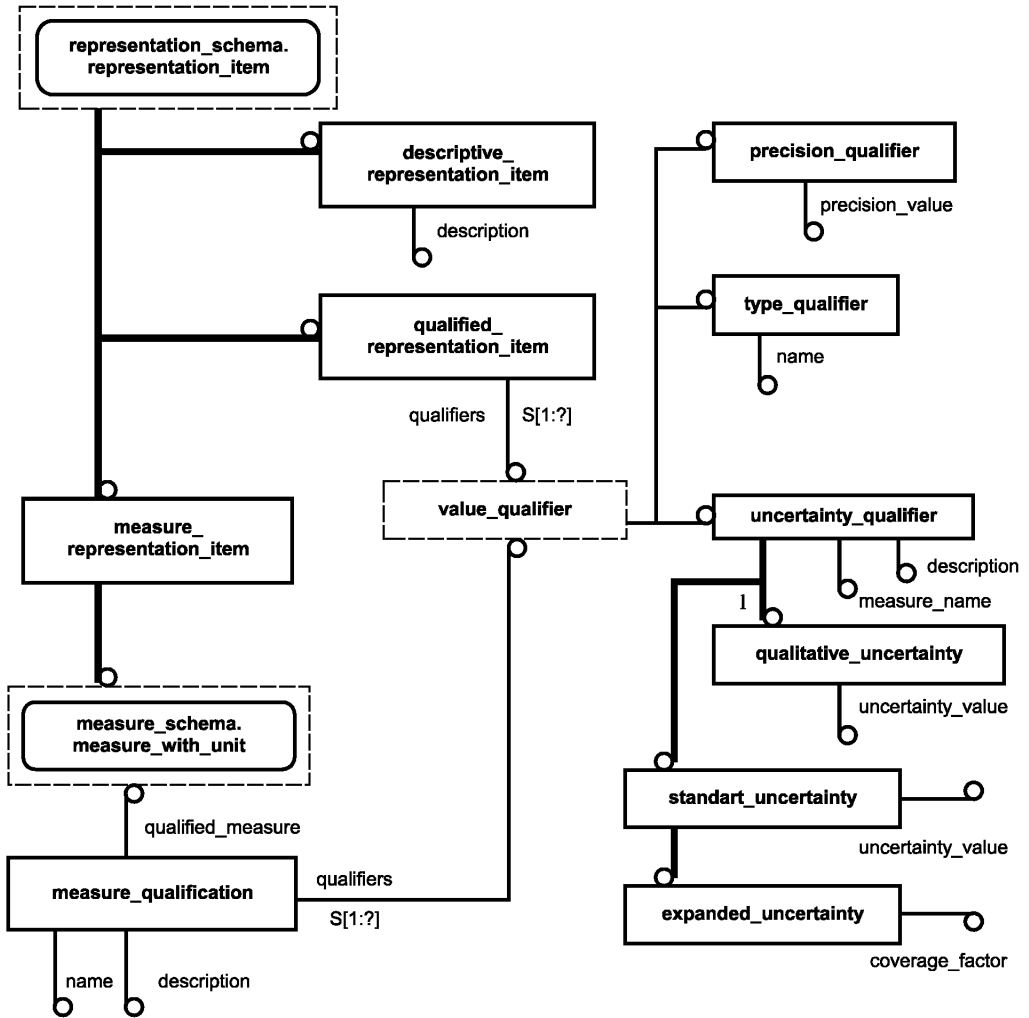 representation_schema.
representation_item
descriptive_
representation_item
description
qualified_
representation_item
qualifiers S[1:?]
value_qualifier
precision_qualifier
precision_value
type_qualifier
name
uncertainty_qualifier
description
measure_name
1
qualitative_uncertainty
uncertainty_value
standart_uncertainty
uncertainty_value
expanded_uncertainty
coverage_factor
measure_
representation_item
measure_schema.
measure_with_unit
qualified_measure
measure_qualification
qualifiers
S[1:?]
name
description